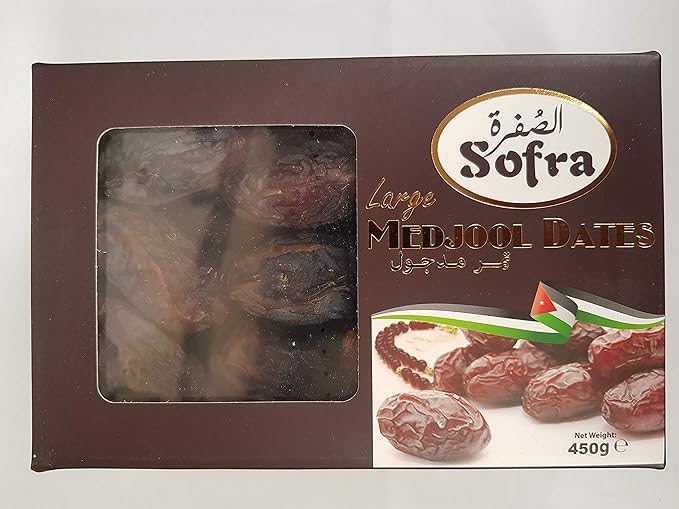 الصُفرة
Sofra
Large
MEDJOOL DATES
تمر مدجول
Net Weight:
450g ℮